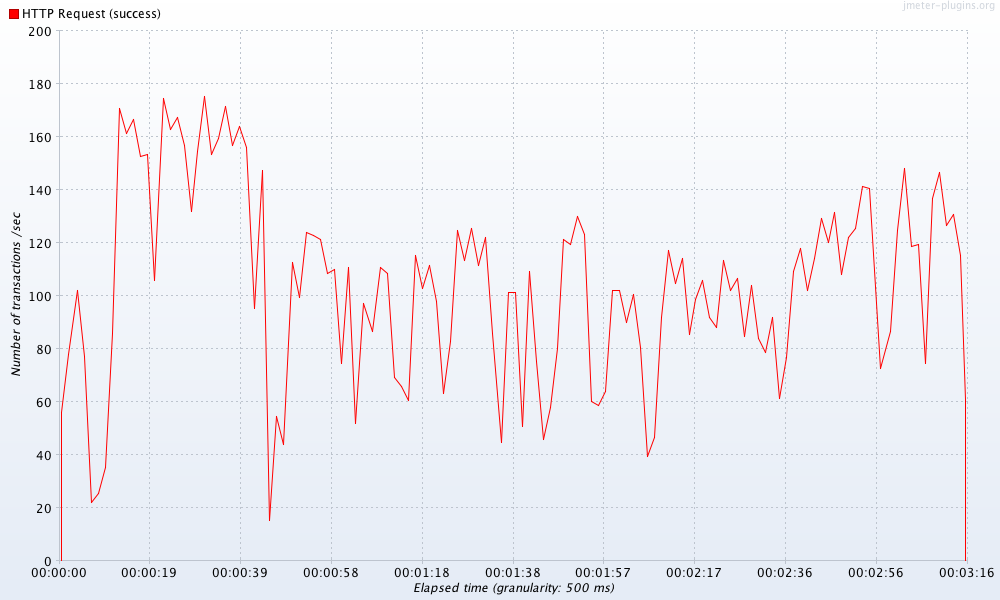 jmeter-plugins.org
HTTP Request (success)
200
180
160
140
120
100
80
60
40
20
0
Number of transactions /sec
00:00:00 00:00:19 00:00:39 00:00:58 00:01:18 00:01:38 00:01:57 00:02:17 00:02:36 00:02:56 00:03:16
Elapsed time (granularity: 500 ms)